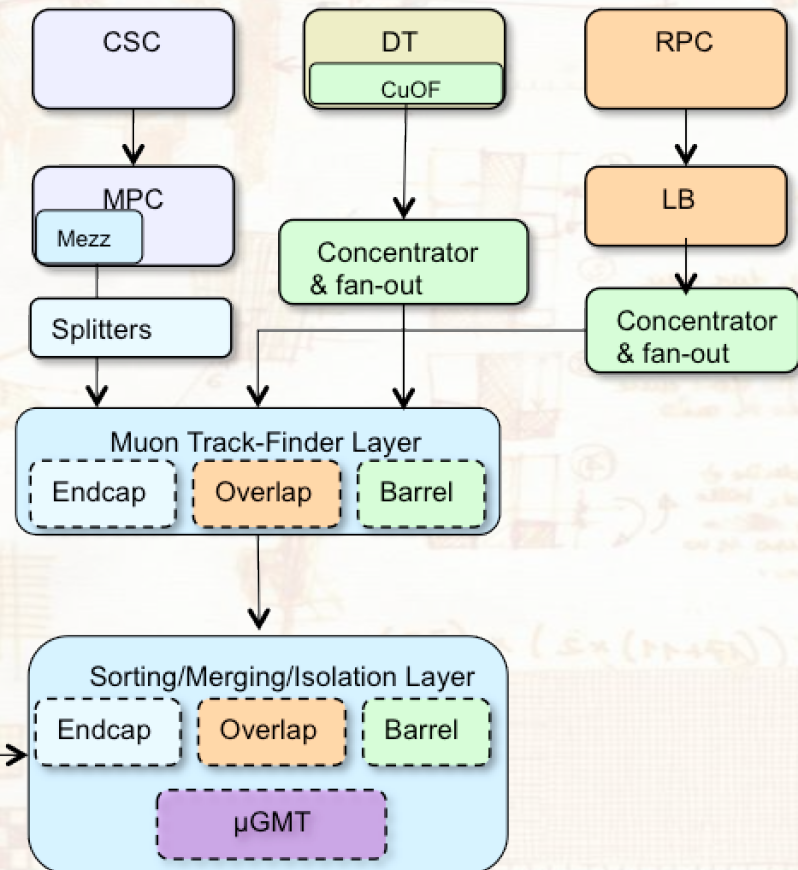 CSC
DT
CuOF
RPC
MPC
Mezz
LB
Splitters
Concentrator
& fan-out
Concentrator
& fan-out
Muon Track-Finder Layer
Endcap
Overlap
Barrel
Sorting/Merging/Isolation Layer
Endcap
Overlap
Barrel
µGMT